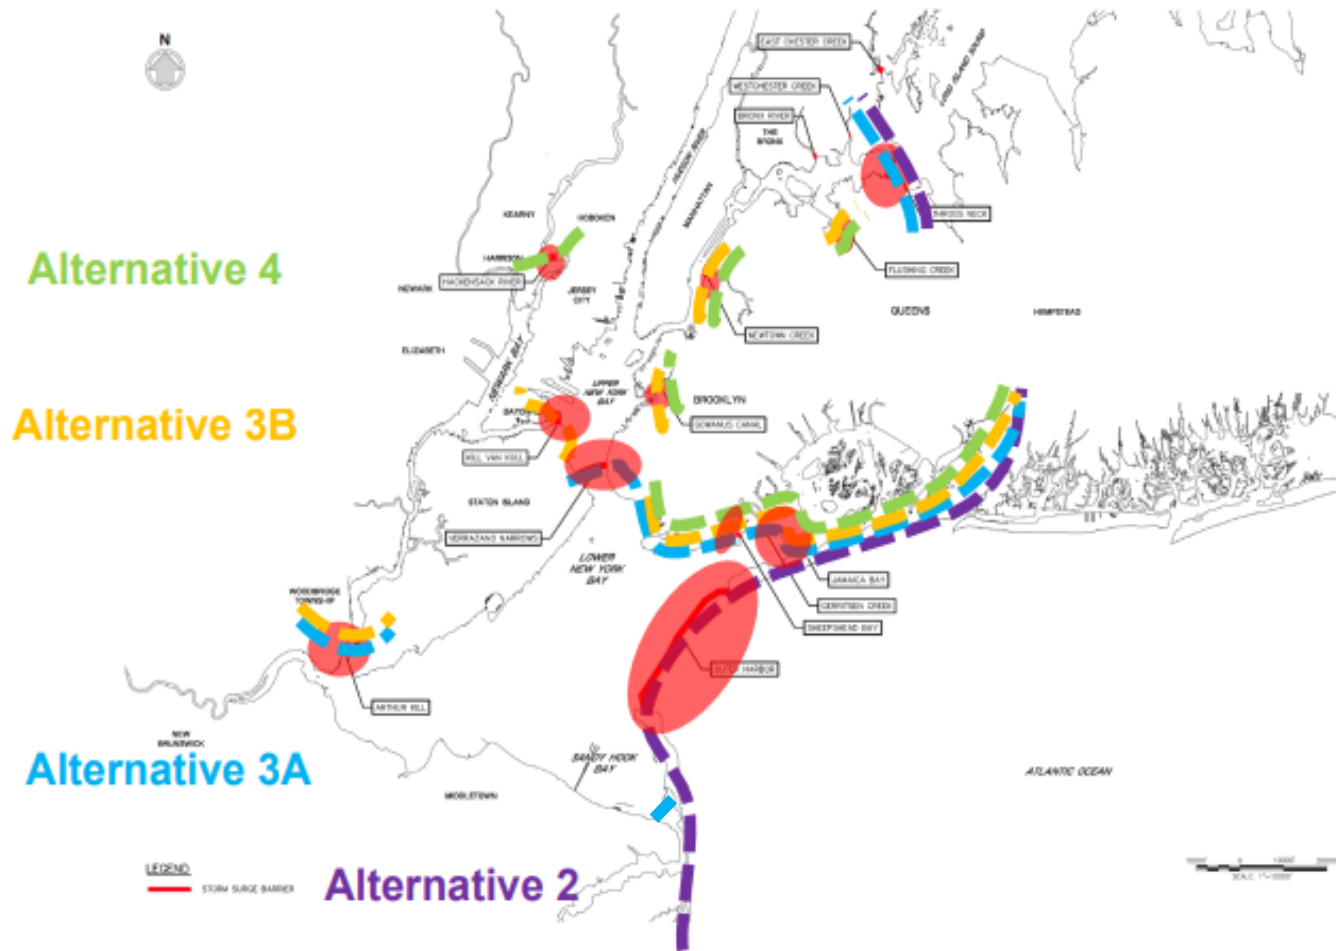 N
EAST CHESTER CREEK
LONG ISLAND SOUND
WESTCHESTER CREEK
BRONX RIVER
THE
BRONX
HUDSON RIVER
MANHATTAN
KEARNY
HOBOKEN
THROGS NECK
Alternative 4
HARRISON
HACKENSACK RIVER
FLUSHING CREEK
NEWARK
JERSEY
CITY
QUEENS
HEMPSTEAD
NEWTOWN CREEK
ELIZABETH
NEWARK BAY
UPPER
NEW YORK
BAY
BROOKLYN
Alternative 3B
GOWANUS CANAL
KILL VAN KULL
STATEN ISLAND
VERRAZANO NARROWS
LOWER
NEW YORK
BAY
JAMAICA BAY
WOODBRIDGE
TOWNSHIP
GERRITSEN CREEK
SHEEPSHEAD BAY
OUTER HARBOR
ARTHUR KILL
NEW
BRUNSWICK
SANDY HOOK
BAY
Alternative 3A
ATLANTIC OCEAN
MIDDLETOWN
LEGEND
STORM SURGE BARRIER
Alternative 2